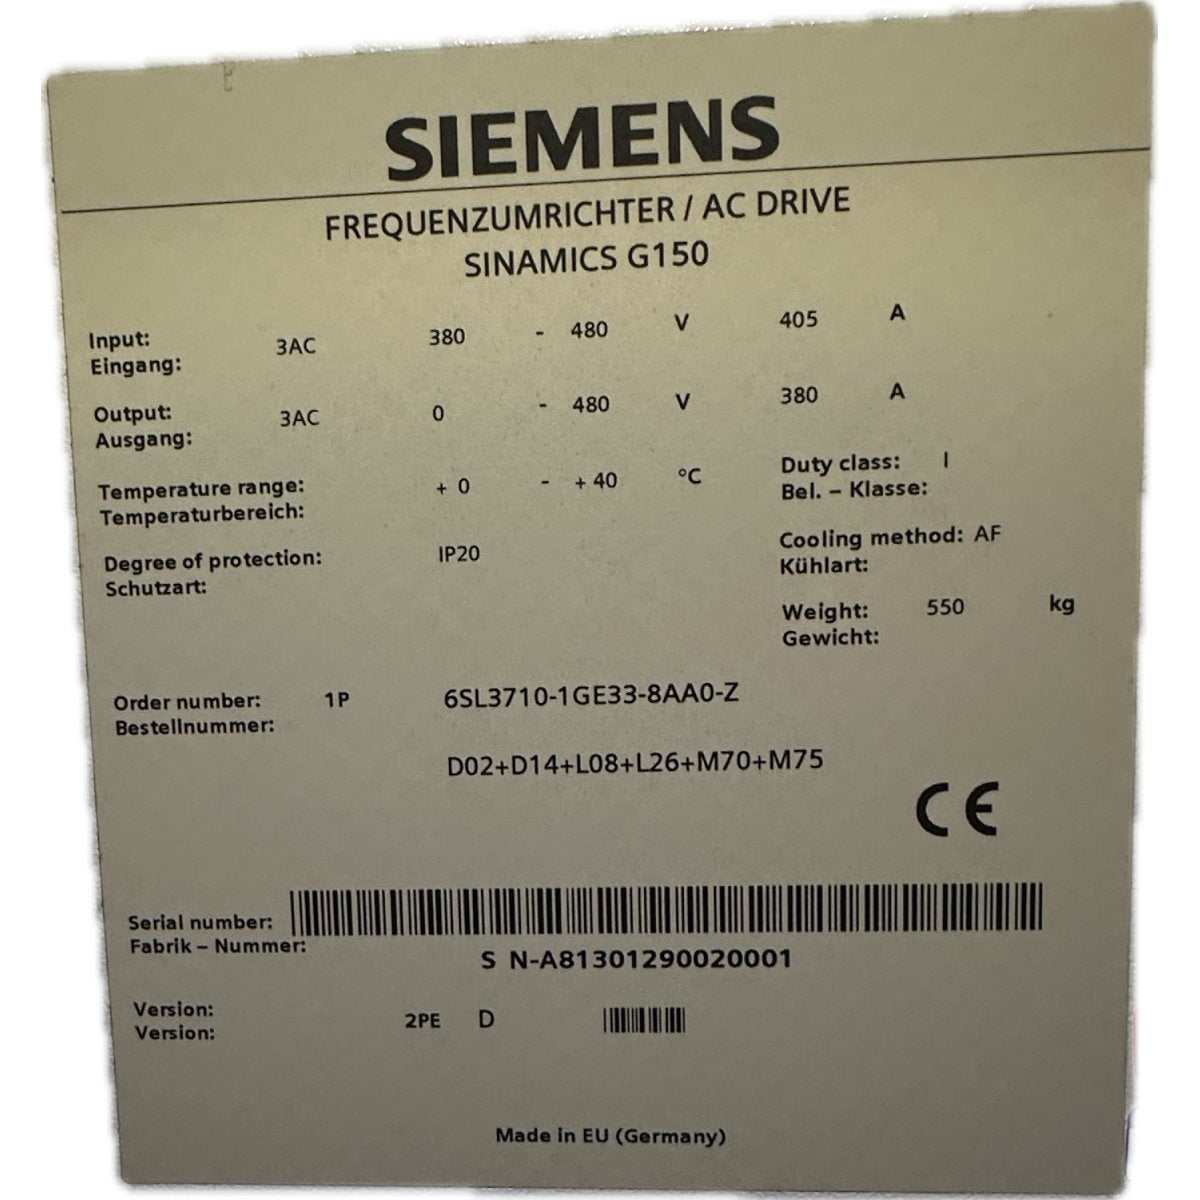 SIEMENS
FREQUENZUMRICHTER / AC DRIVE
SINAMICS G150
Input: 3AC 380 - 480 V 405 A
Eingang:
Output: 3AC 0 - 480 V 380 A
Ausgang:
Temperature range: + 0 - + 40 °C Duty class: I
Temperaturbereich: Bel. – Klasse:
Degree of protection: IP20 Cooling method: AF
Schutzart: Kühlart:
Weight: 550 kg
Gewicht:
Order number: 1P 6SL3710-1GE33-8AA0-Z
Bestellnummer:
D02+D14+L08+L26+M70+M75
CE
Serial number:
Fabrik – Nummer:
S N-A81301290020001
Version: 2PE D
Version:
Made in EU (Germany)